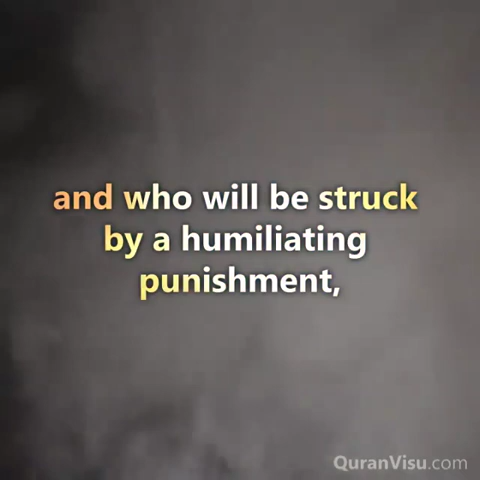 and who will be struck
by a humiliating
punishment,
QuranVisu.com